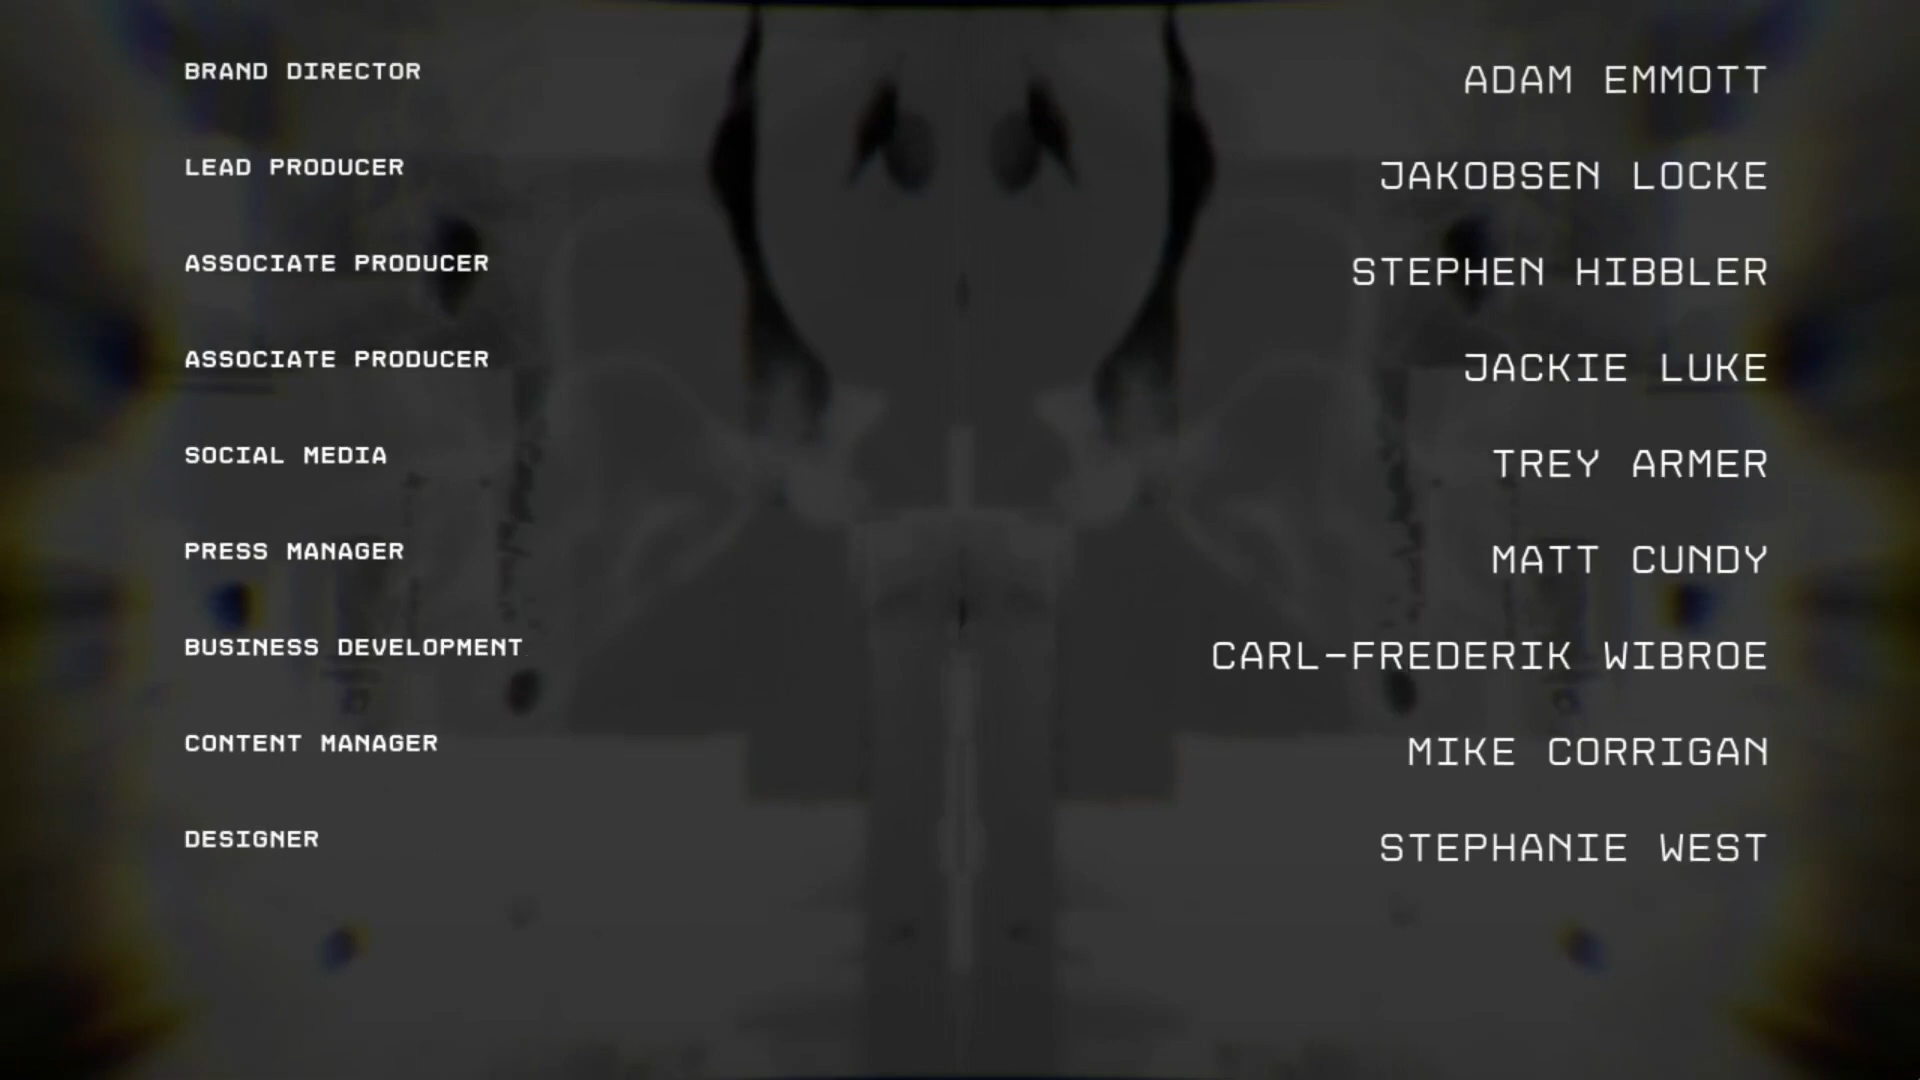 BRAND DIRECTOR ADAM EMMOTT
LEAD PRODUCER JAKOBSEN LOCKE
ASSOCIATE PRODUCER STEPHEN HIBBLER
ASSOCIATE PRODUCER JACKIE LUKE
SOCIAL MEDIA TREY ARMER
PRESS MANAGER MATT CUNDY
BUSINESS DEVELOPMENT CARL-FREDERIK WIBROE
CONTENT MANAGER MIKE CORRIGAN
DESIGNER STEPHANIE WEST